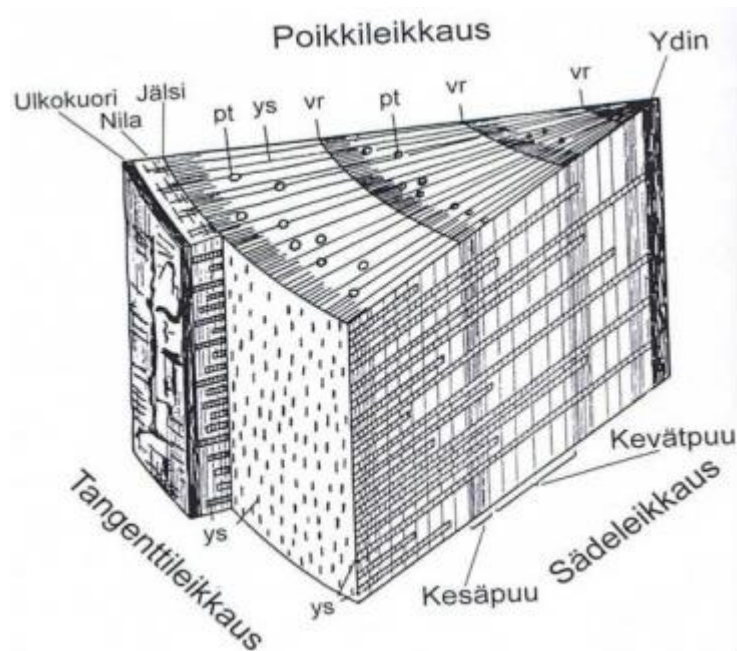 Poikkileikkaus
Ydin
Ulkokuori
Nila
Jälsi
pt
ys
vr
pt
vr
vr
Kevätpuu
Sädeleikkaus
Kesäpuu
ys
ys
Tangenttileikkaus